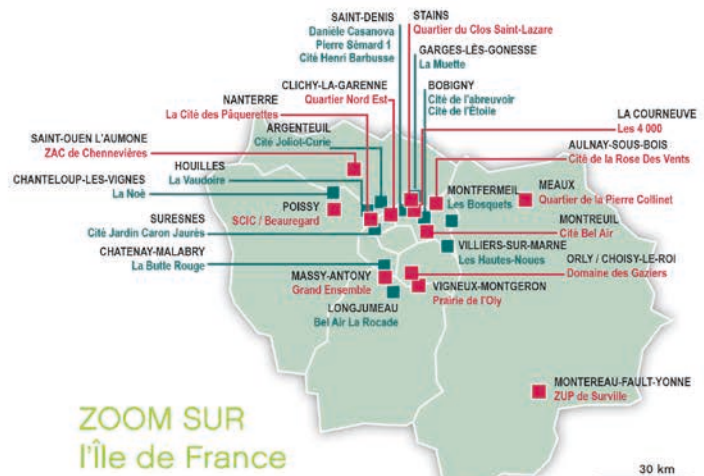 SAINT-DENIS
Danièle Casanova
Pierre Sémard 1
Cité Henri Barbusse
STAINS
Quartier du Clos Saint-Lazare
GARGES-LÈS-GONESSE
La Muette
CLICHY-LA-GARENNE
Quartier Nord Est
BOBIGNY
Cité de l'abreuvoir
Cité de l'Étoile
NANTERRE
La Cité des Pâquerettes
LA COURNEUVE
Les 4 000
ARGENTEUIL
Cité Joliot-Curie
SAINT-OUEN L'AUMONE
ZAC de Chennevières
AULNAY-SOUS-BOIS
Cité de la Rose Des Vents
HOUILLES
La Vaudoire
CHANTELOUP-LES-VIGNES
La Noè
MONTFERMEIL
Les Bosquets
MEAUX
Quartier de la Pierre Collinet
POISSY
SCIC / Beauregard
SURESNES
Cité Jardin Caron Jaurès
MONTREUIL
Cité Bel Air
VILLIERS-SUR-MARNE
Les Hautes-Noues
CHATENAY-MALABRY
La Butte Rouge
ORLY / CHOISY-LE-ROI
Domaine des Gaziers
MASSY-ANTONY
Grand Ensemble
VIGNEUX-MONTGERON
Prairie de l'Oly
LONGJUMEAU
Bel Air La Rocade
MONTEREAU-FAULT-YONNE
ZUP de Surville
ZOOM SUR
l'Île de France
30 km